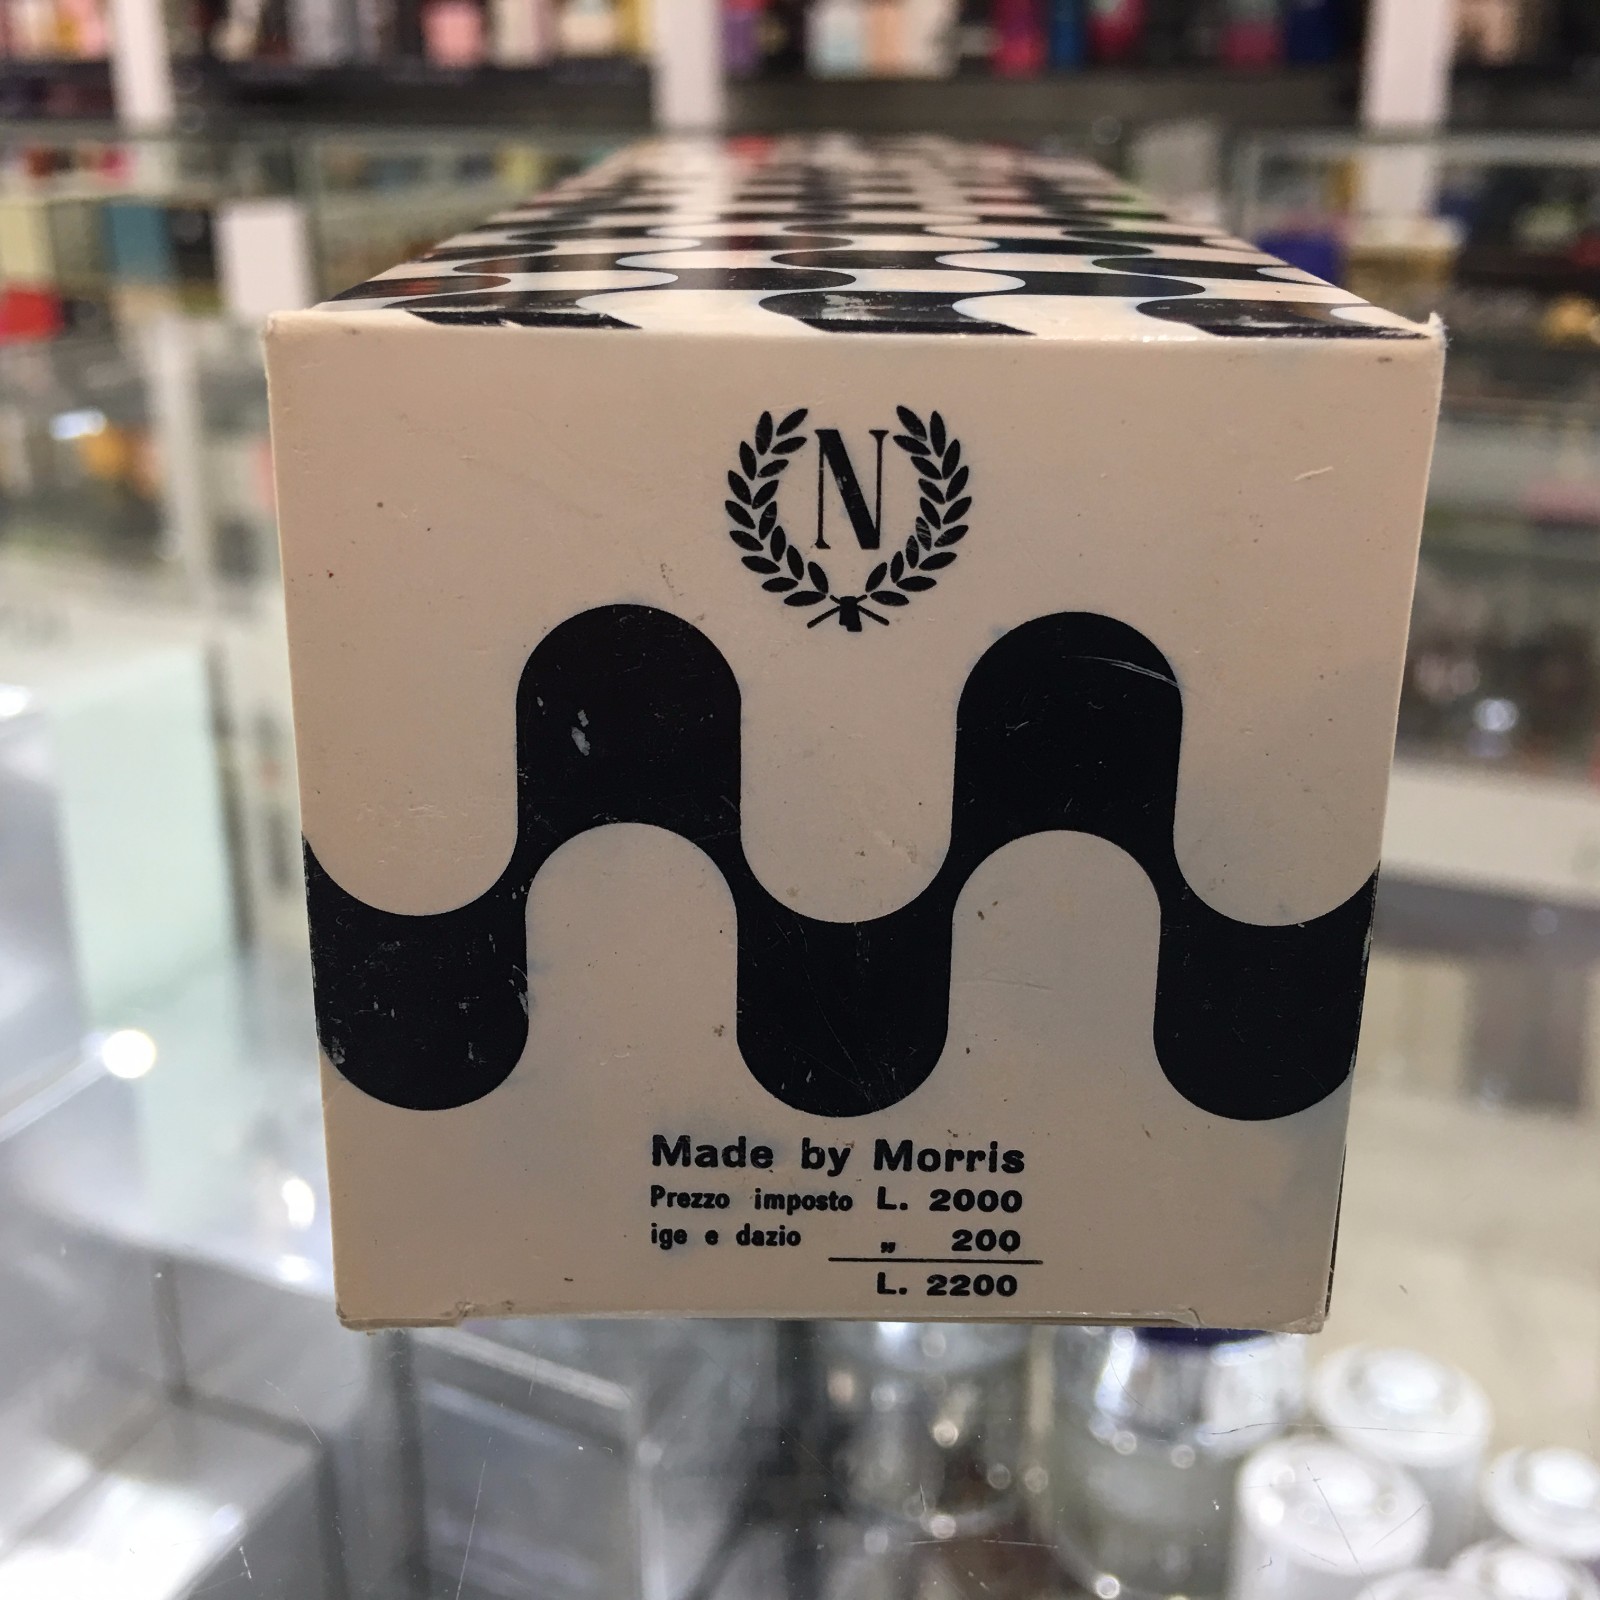 N
Made by Morris
Prezzo imposto L. 2000
ige e dazio „ 200
L. 2200